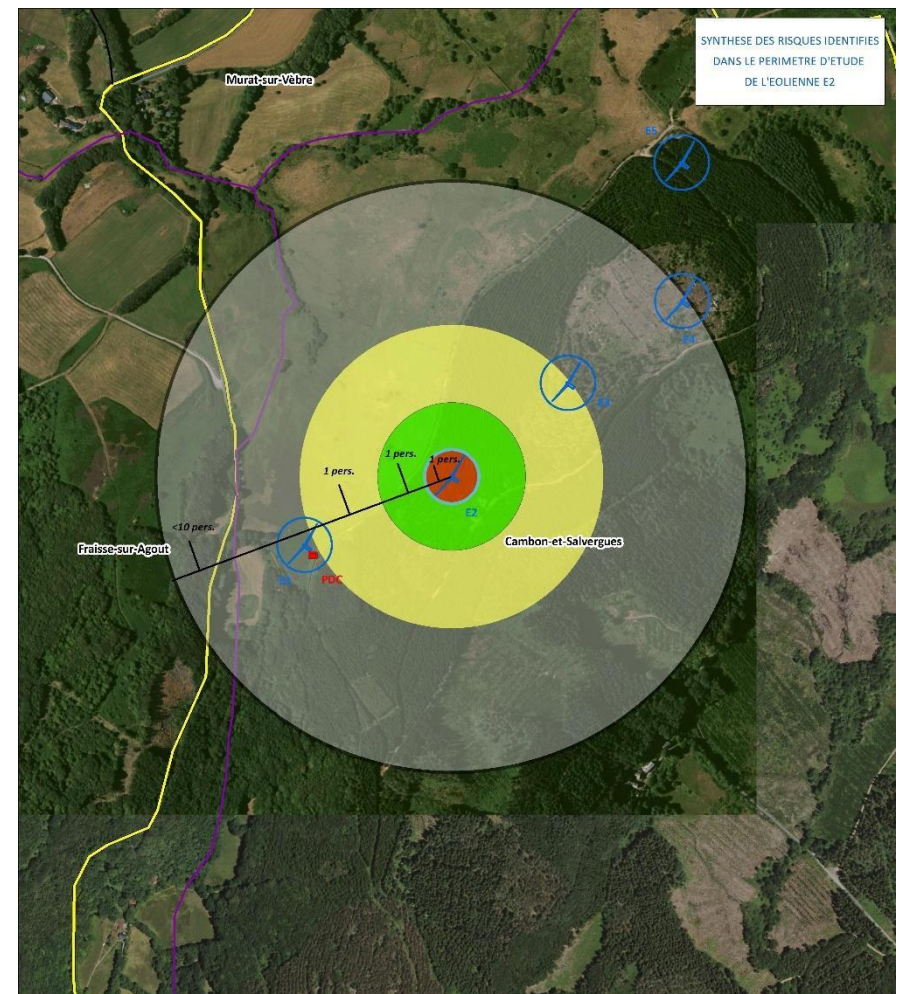 SYNTHESE DES RISQUES IDENTIFIES
DANS LE PERIMETRE D'ETUDE
DE L'EOLIENNE E2
Murat-sur-Vèbre
E5
E4
E3
1 pers.
1 pers.
1 pers.
<10 pers.
E2
Fraisse-sur-Agout
Cambon-et-Salvergues
E1
PDC